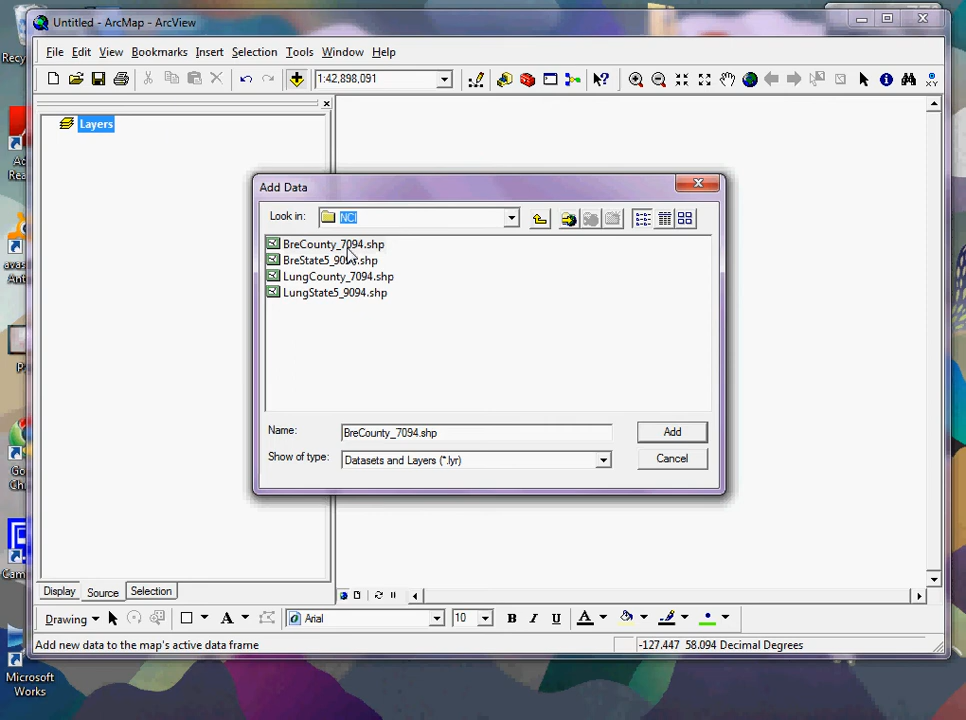 Untitled - ArcMap - ArcView
File Edit View Bookmarks Insert Selection Tools Window Help
1:42,898,091
Layers
Add Data
Look in: NCI
BreCounty_7094.shp
BreState5_9094.shp
LungCounty_7094.shp
LungState5_9094.shp
Name: BreCounty_7094.shp Add
Show of type: Datasets and Layers (*.lyr) Cancel
Display Source Selection
Drawing A Arial 10 B I U A
Add new data to the map's active data frame -127.447 58.094 Decimal Degrees
Microsoft
Works